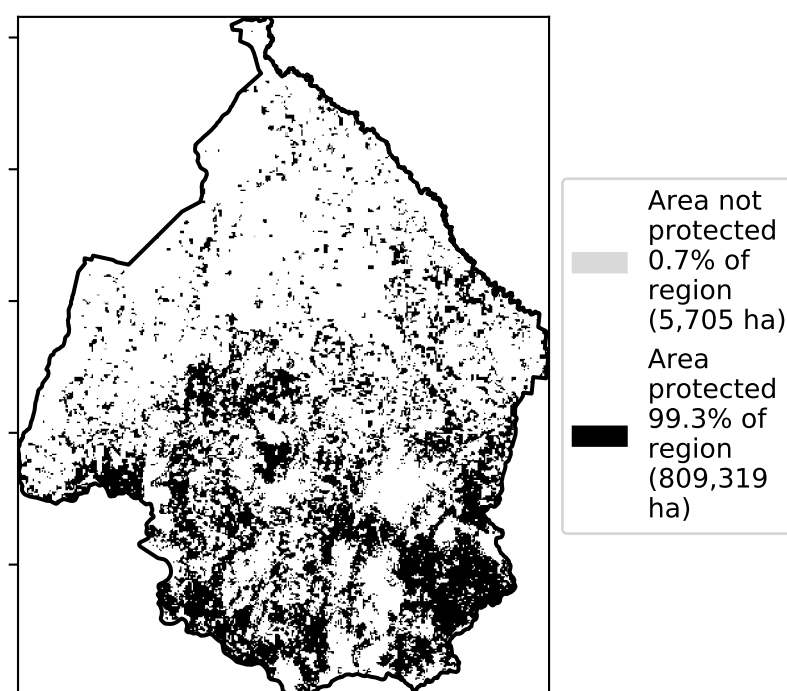 Area not
protected
0.7% of
region
(5,705 ha)
Area
protected
99.3% of
region
(809,319
ha)